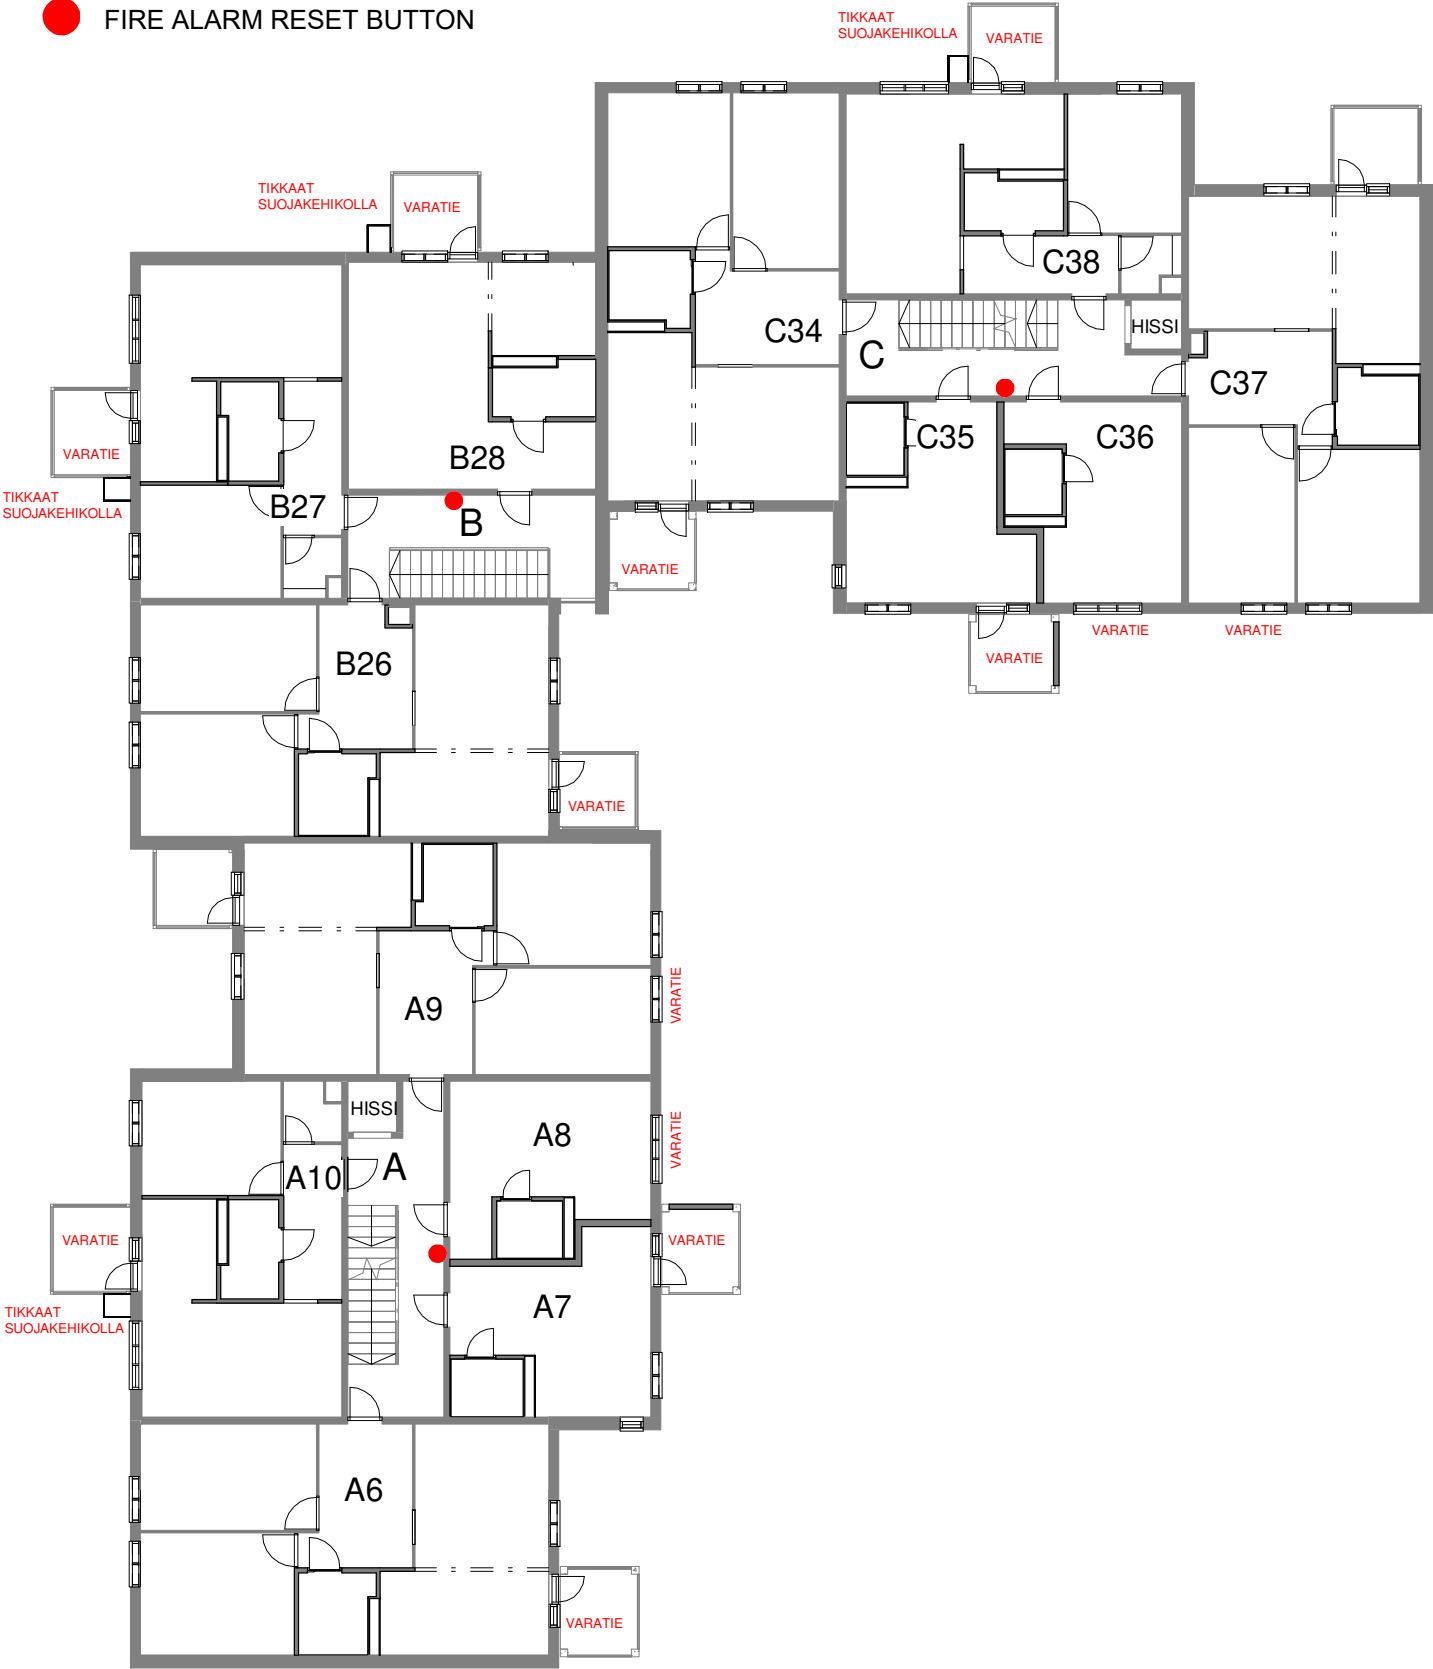 FIRE ALARM RESET BUTTON
TIKKAAT
SUOJAKEHIKOLLA
VARATIE
TIKKAAT
SUOJAKEHIKOLLA
VARATIE
C38
C34
HISSI
C
C37
C35
C36
VARATIE
TIKKAAT
SUOJAKEHIKOLLA
B28
B27
B
VARATIE
VARATIE
VARATIE
VARATIE
B26
VARATIE
A9
VARATIE
HISSI
A8
VARATIE
A10
A
VARATIE
VARATIE
TIKKAAT
SUOJAKEHIKOLLA
A7
A6
VARATIE